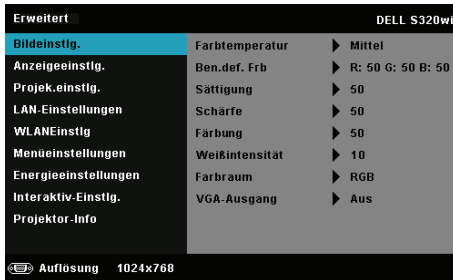 Erweitert DELL S320wi
Bildeinstlg. Farbtemperatur Mittel
Anzeigeeinstlg. Ben.def. Frb R: 50 G: 50 B: 50
Projek.einstlg. Sättigung 50
LAN-Einstellungen Schärfe 50
WLANEinstlg Färbung 50
Menüeinstellungen Weißintensität 10
Energieeinstellungen Farbraum RGB
Interaktiv-Einstlg. VGA-Ausgang Aus
Projektor-Info
Auflösung 1024x768